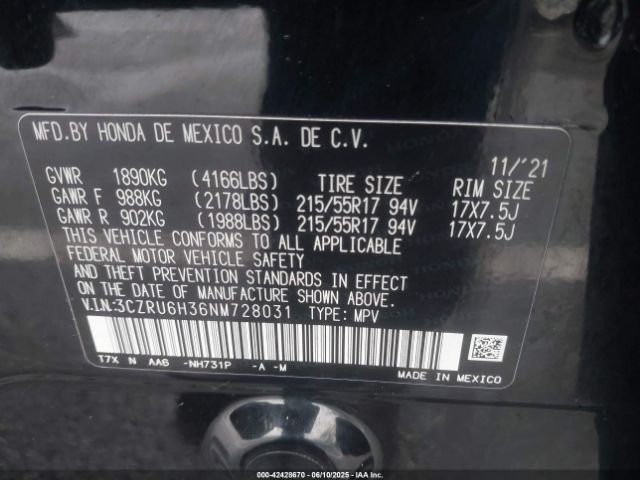 MFD.BY HONDA DE MEXICO S.A. DE C.V.
11/'21
GVWR 1890KG (4166LBS) TIRE SIZE RIM SIZE
GAWR F 988KG (2178LBS) 215/55R17 94V 17X7.5J
GAWR R 902KG (1988LBS) 215/55R17 94V 17X7.5J
THIS VEHICLE CONFORMS TO ALL APPLICABLE
FEDERAL MOTOR VEHICLE SAFETY
AND THEFT PREVENTION STANDARDS IN EFFECT
ON THE DATE OF MANUFACTURE SHOWN ABOVE.
V.I.N:3CZRU6H36NM728031 TYPE: MPV
T7X N AA6 -NH731P -A -M
MADE IN MEXICO
000-42428670 - 06/10/2025 - IAA Inc.